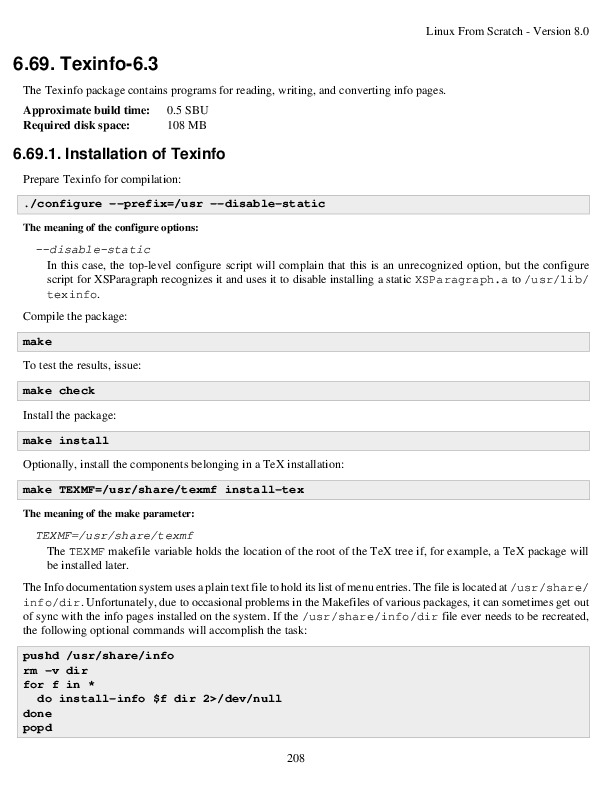 Linux From Scratch - Version 8.0
6.69. Texinfo-6.3
The Texinfo package contains programs for reading, writing, and converting info pages.
Approximate build time: 0.5 SBU
Required disk space: 108 MB
6.69.1. Installation of Texinfo
Prepare Texinfo for compilation:
./configure --prefix=/usr --disable-static
The meaning of the configure options:
--disable-static
In this case, the top-level configure script will complain that this is an unrecognized option, but the configure
script for XSParagraph recognizes it and uses it to disable installing a static XSParagraph.a to /usr/lib/
texinfo.
Compile the package:
make
To test the results, issue:
make check
Install the package:
make install
Optionally, install the components belonging in a TeX installation:
make TEXMF=/usr/share/texmf install-tex
The meaning of the make parameter:
TEXMF=/usr/share/texmf
The TEXMF makefile variable holds the location of the root of the TeX tree if, for example, a TeX package will
be installed later.
The Info documentation system uses a plain text file to hold its list of menu entries. The file is located at /usr/share/
info/dir. Unfortunately, due to occasional problems in the Makefiles of various packages, it can sometimes get out
of sync with the info pages installed on the system. If the /usr/share/info/dir file ever needs to be recreated,
the following optional commands will accomplish the task:
pushd /usr/share/info
rm -v dir
for f in *
  do install-info $f dir 2>/dev/null
done
popd
208